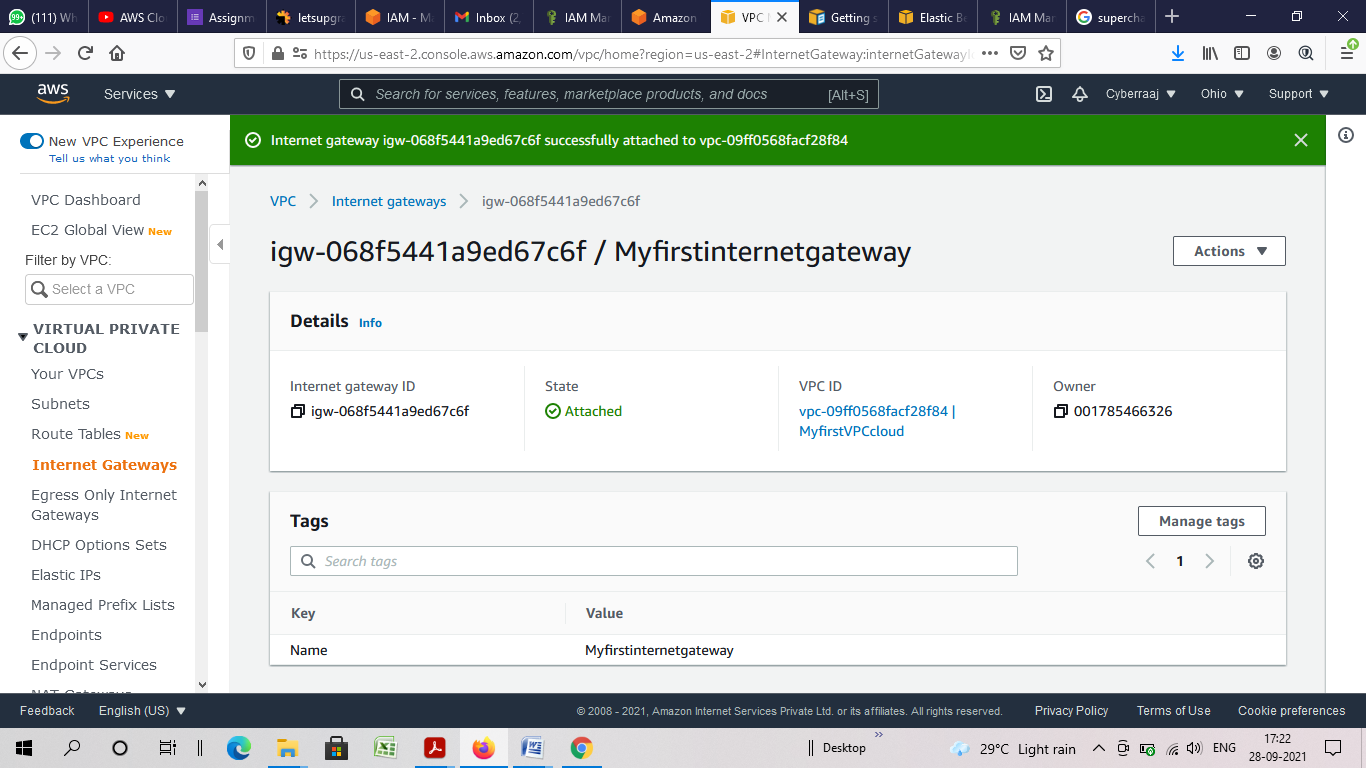 (111) Wh
AWS Clo
Assignm
letsupgra
IAM - Ma
Inbox (2,
IAM Mar
Amazon
VPC M
Getting s
Elastic Be
IAM Mar
supercha
https://us-east-2.console.aws.amazon.com/vpc/home?region=us-east-2#InternetGateway:internetGatewayI
aws
Services
Search for services, features, marketplace products, and docs
[Alt+S]
Cyberraaj
Ohio
Support
New VPC Experience
Tell us what you think
Internet gateway igw-068f5441a9ed67c6f successfully attached to vpc-09ff0568facf28f84
VPC Dashboard
EC2 Global View New
Filter by VPC:
Select a VPC
VIRTUAL PRIVATE
CLOUD
Your VPCs
Subnets
Route Tables New
Internet Gateways
Egress Only Internet
Gateways
DHCP Options Sets
Elastic IPs
Managed Prefix Lists
Endpoints
Endpoint Services
NAT Gateways
VPC
Internet gateways
igw-068f5441a9ed67c6f
igw-068f5441a9ed67c6f / Myfirstinternetgateway
Actions
Details Info
Internet gateway ID
igw-068f5441a9ed67c6f
State
Attached
VPC ID
vpc-09ff0568facf28f84 |
MyfirstVPCcloud
Owner
001785466326
Tags
Manage tags
Search tags
1
Key
Value
Name
Myfirstinternetgateway
Feedback
English (US)
© 2008 - 2021, Amazon Internet Services Private Ltd. or its affiliates. All rights reserved.
Privacy Policy
Terms of Use
Cookie preferences
Desktop
29°C Light rain
ENG
17:22
28-09-2021